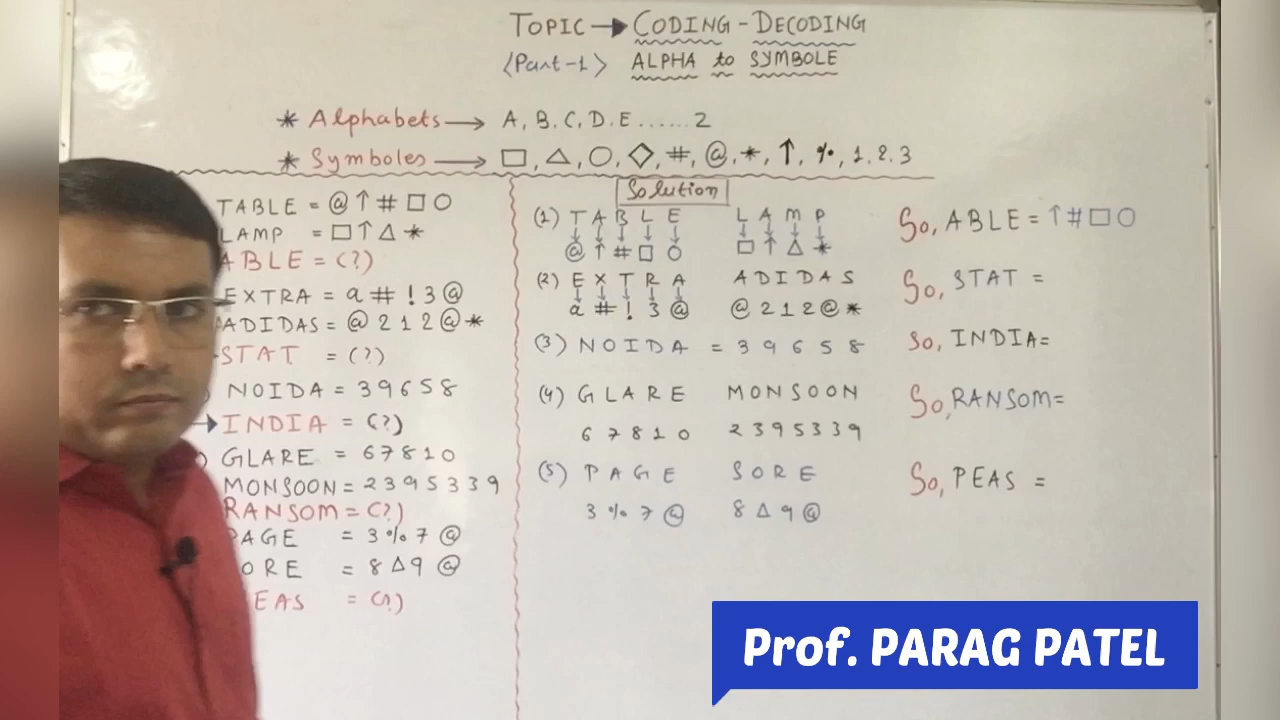 TOPIC → CODING - DECODING
<Part-1> ALPHA to SYMBOLE
* Alphabets → A, B, C, D, E ...... Z
* Symboles → □, △, ○, ◇, #, @, *, ↑, %, 1, 2, 3
TABLE = @ ↑ # □ ○
LAMP = □ ↑ △ *
ABLE = (?)
EXTRA = a # ! 3 @
ADIDAS = @ 2 1 2 @ *
STAT = (?)
NOIDA = 39658
→ INDIA = (?)
GLARE = 67810
MONSOON = 2395339
RANSOM = (?)
PAGE = 3 % 7 @
ORE = 8 △ 9 @
EAS = (?)
Solution
(1) T A B L E L A M P
↓ ↓ ↓ ↓ ↓ ↓ ↓ ↓ ↓
@ ↑ # □ ○ □ ↑ △ *
So, ABLE = ↑ # □ ○
(2) E X T R A A D I D A S
↓ ↓ ↓ ↓ ↓
a # ! 3 @ @ 2 1 2 @ *
So, STAT =
(3) N O I D A = 3 9 6 5 8
So, INDIA =
(4) G L A R E M O N S O O N
6 7 8 1 0 2 3 9 5 3 3 9
So, RANSOM =
(5) P A G E S O R E
3 % 7 @ 8 △ 9 @
So, PEAS =
Prof. PARAG PATEL